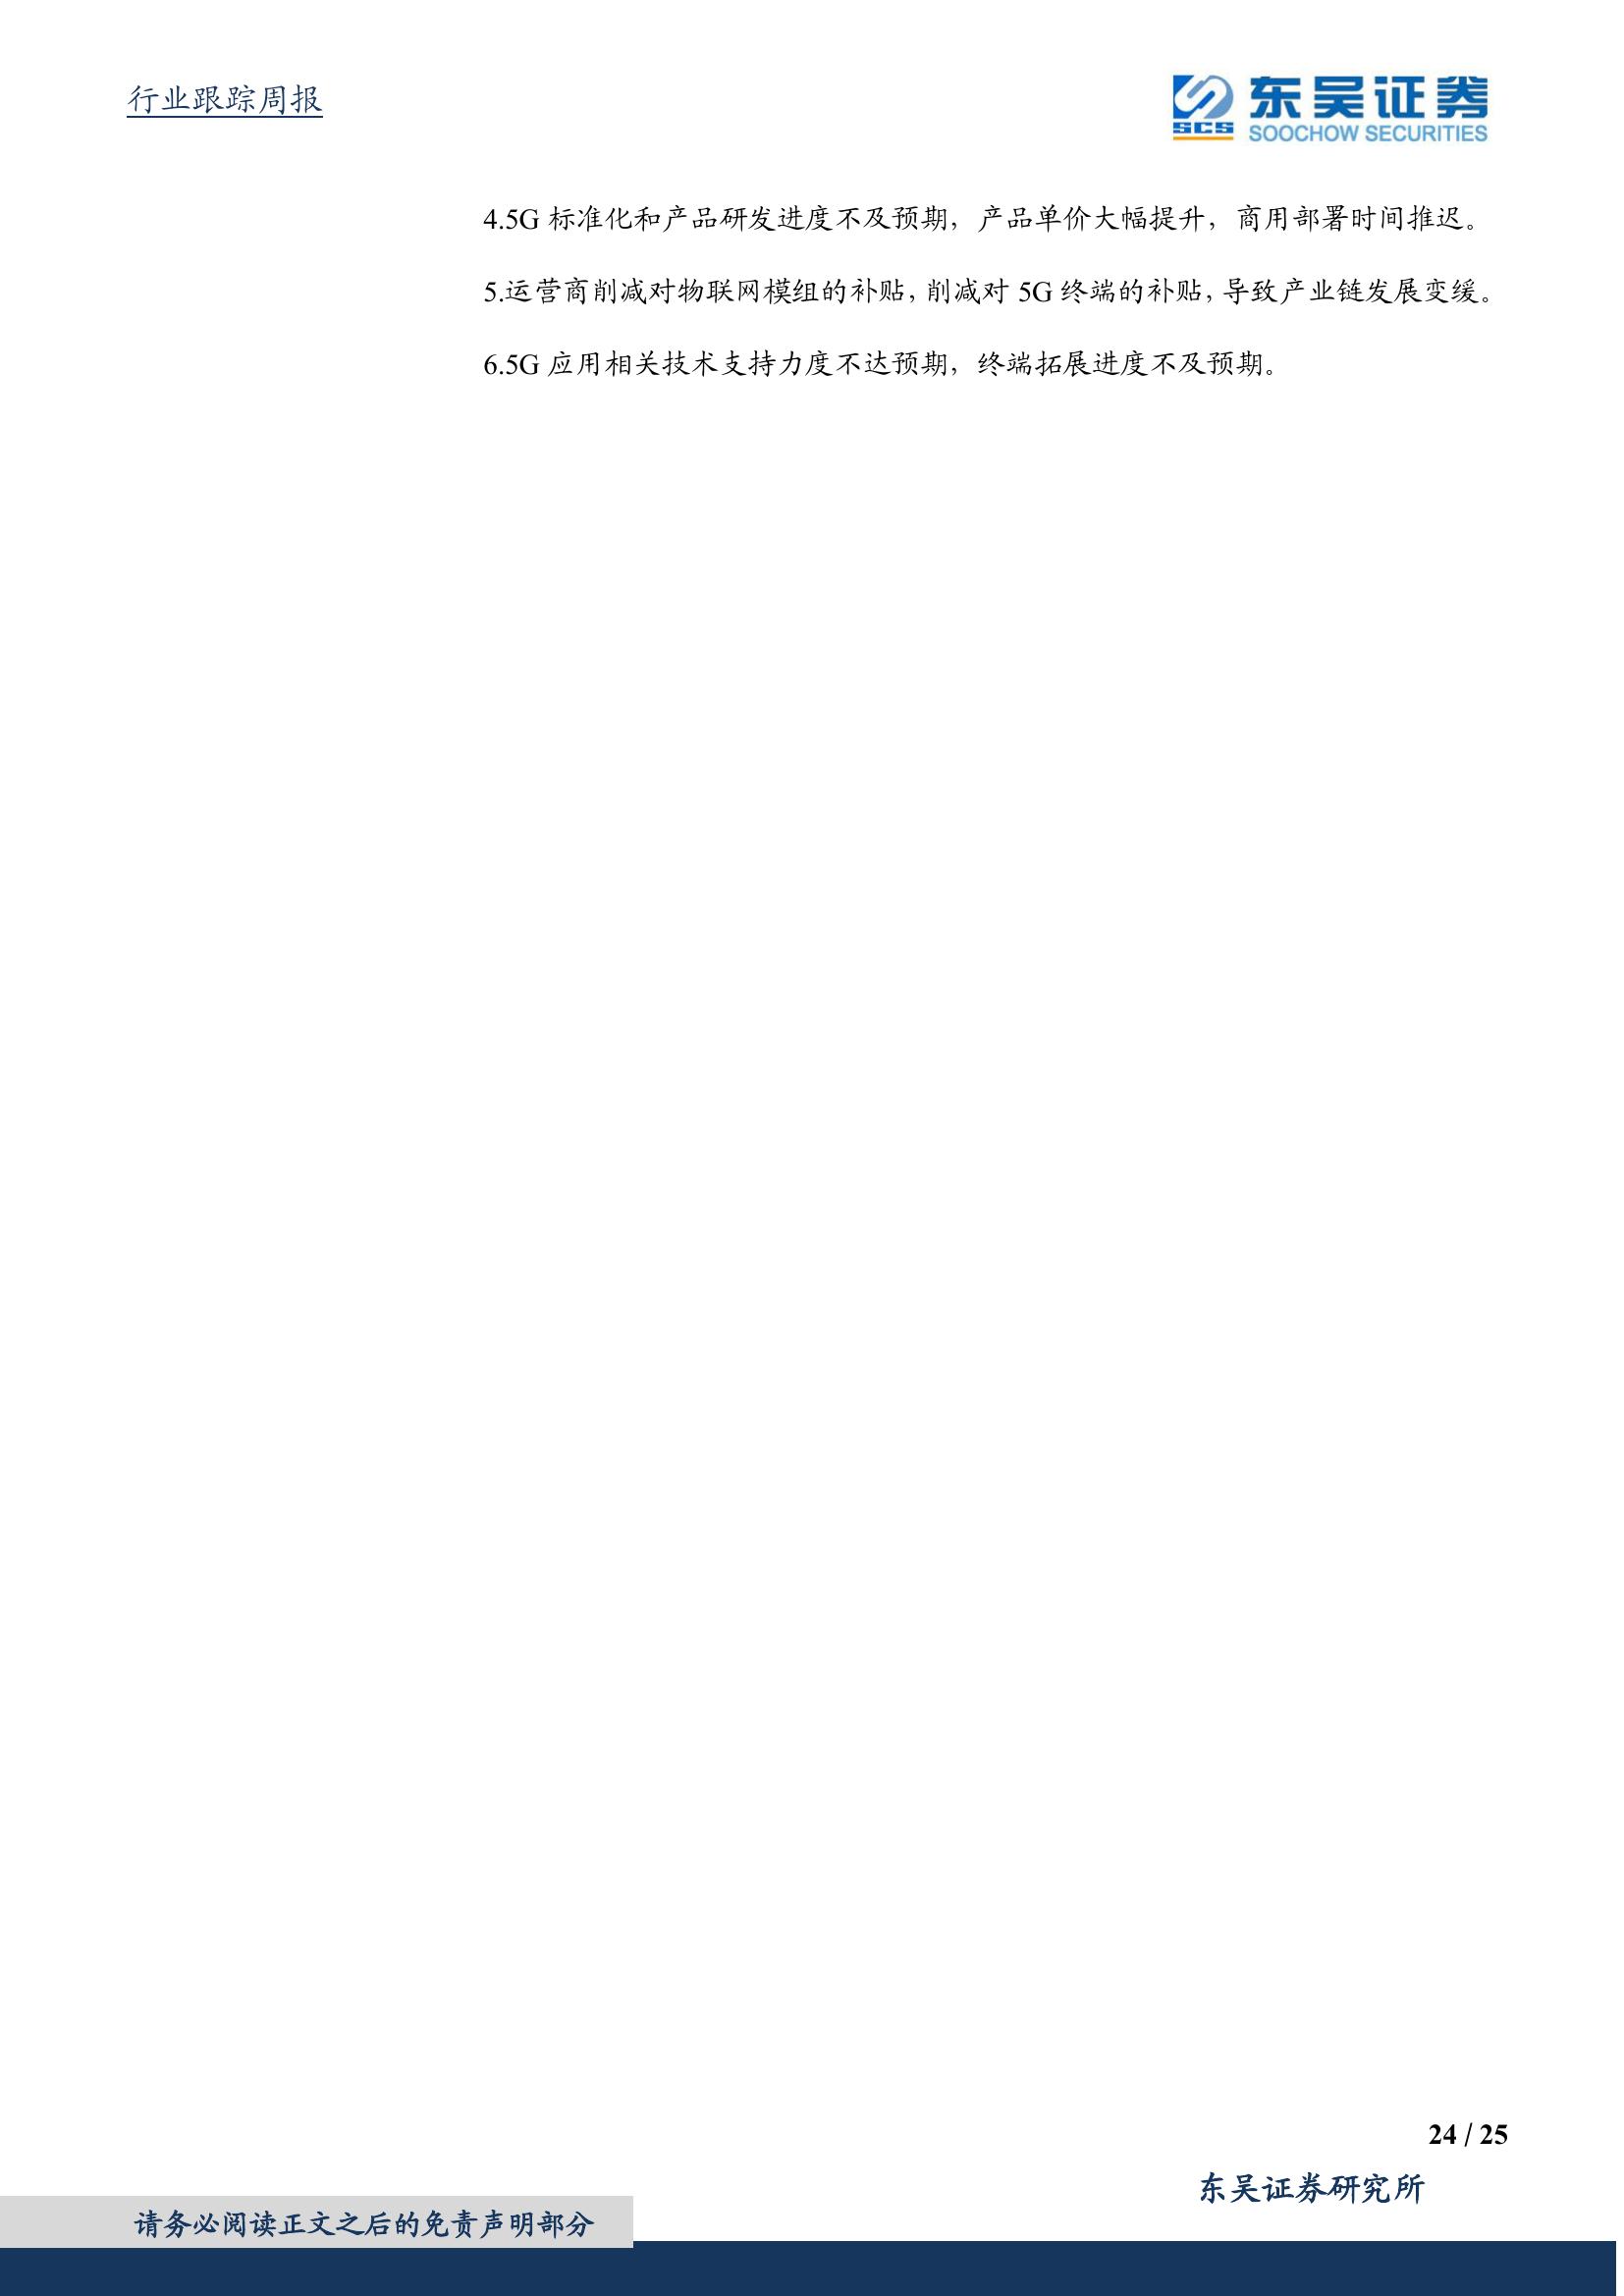 行业跟踪周报
SCS
东吴证券
SOOCHOW SECURITIES
4.5G 标准化和产品研发进度不及预期，产品单价大幅提升，商用部署时间推迟。
5.运营商削减对物联网模组的补贴，削减对 5G 终端的补贴，导致产业链发展变缓。
6.5G 应用相关技术支持力度不达预期，终端拓展进度不及预期。
24 / 25
东吴证券研究所
请务必阅读正文之后的免责声明部分